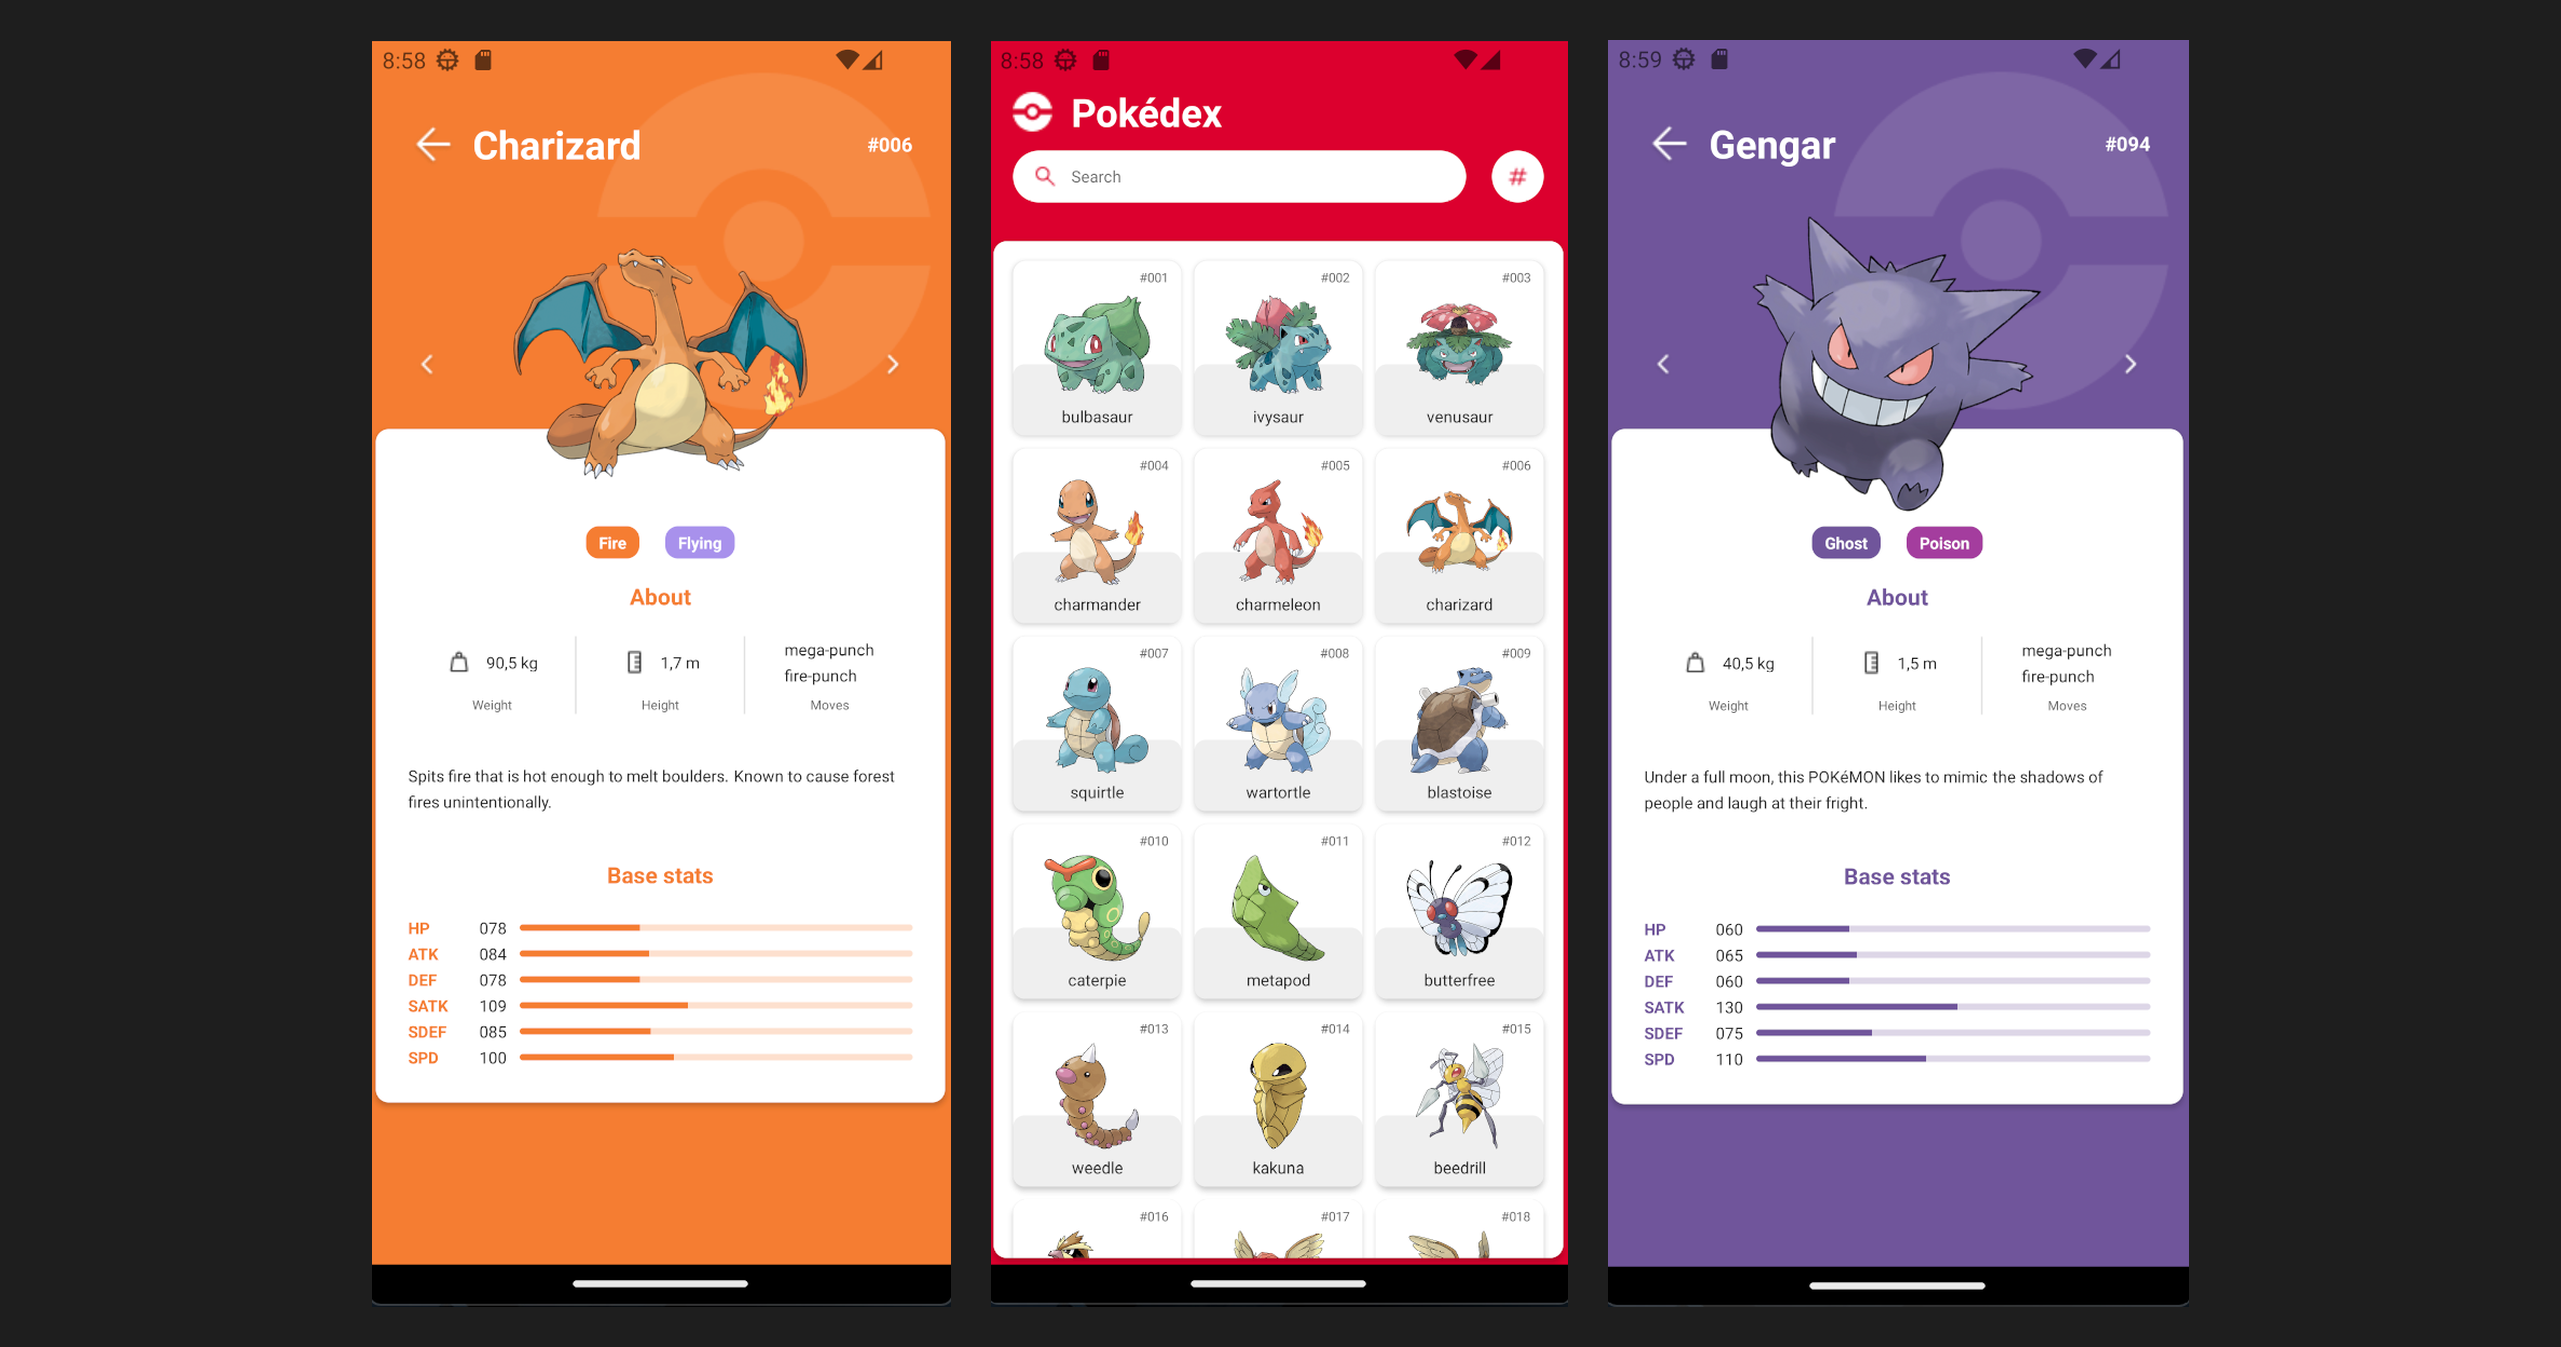 8:58
Charizard
#006
Fire Flying
About
90,5 kg
Weight
1,7 m
Height
mega-punch
fire-punch
Moves
Spits fire that is hot enough to melt boulders. Known to cause forest
fires unintentionally.
Base stats
HP 078
ATK 084
DEF 078
SATK 109
SDEF 085
SPD 100
8:58
Pokédex
Search #
#001 #002 #003
bulbasaur ivysaur venusaur
#004 #005 #006
charmander charmeleon charizard
#007 #008 #009
squirtle wartortle blastoise
#010 #011 #012
caterpie metapod butterfree
#013 #014 #015
weedle kakuna beedrill
#016 #017 #018
8:59
Gengar
#094
Ghost Poison
About
40,5 kg
Weight
1,5 m
Height
mega-punch
fire-punch
Moves
Under a full moon, this POKéMON likes to mimic the shadows of
people and laugh at their fright.
Base stats
HP 060
ATK 065
DEF 060
SATK 130
SDEF 075
SPD 110